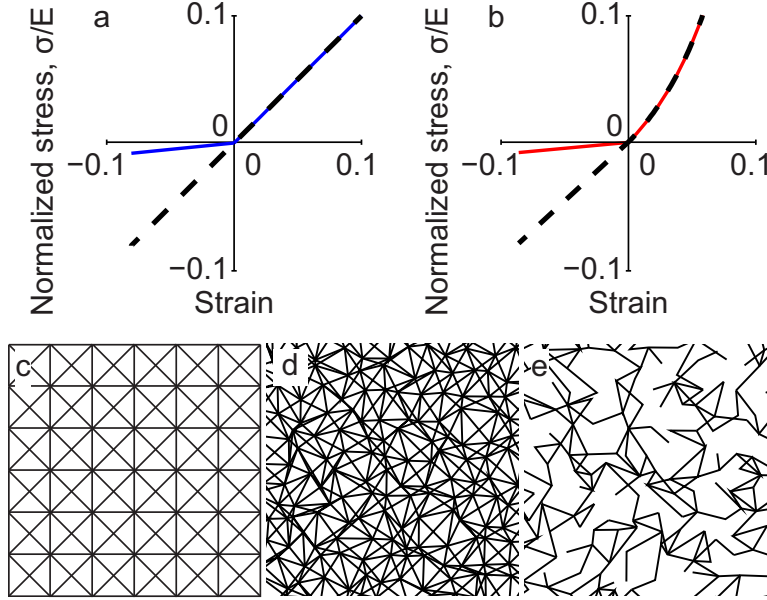 a
Normalized stress, σ/E
0.1
0
−0.1
0
0.1
−0.1
Strain
b
Normalized stress, σ/E
0.1
0
−0.1
0
0.1
−0.1
Strain
c
d
e